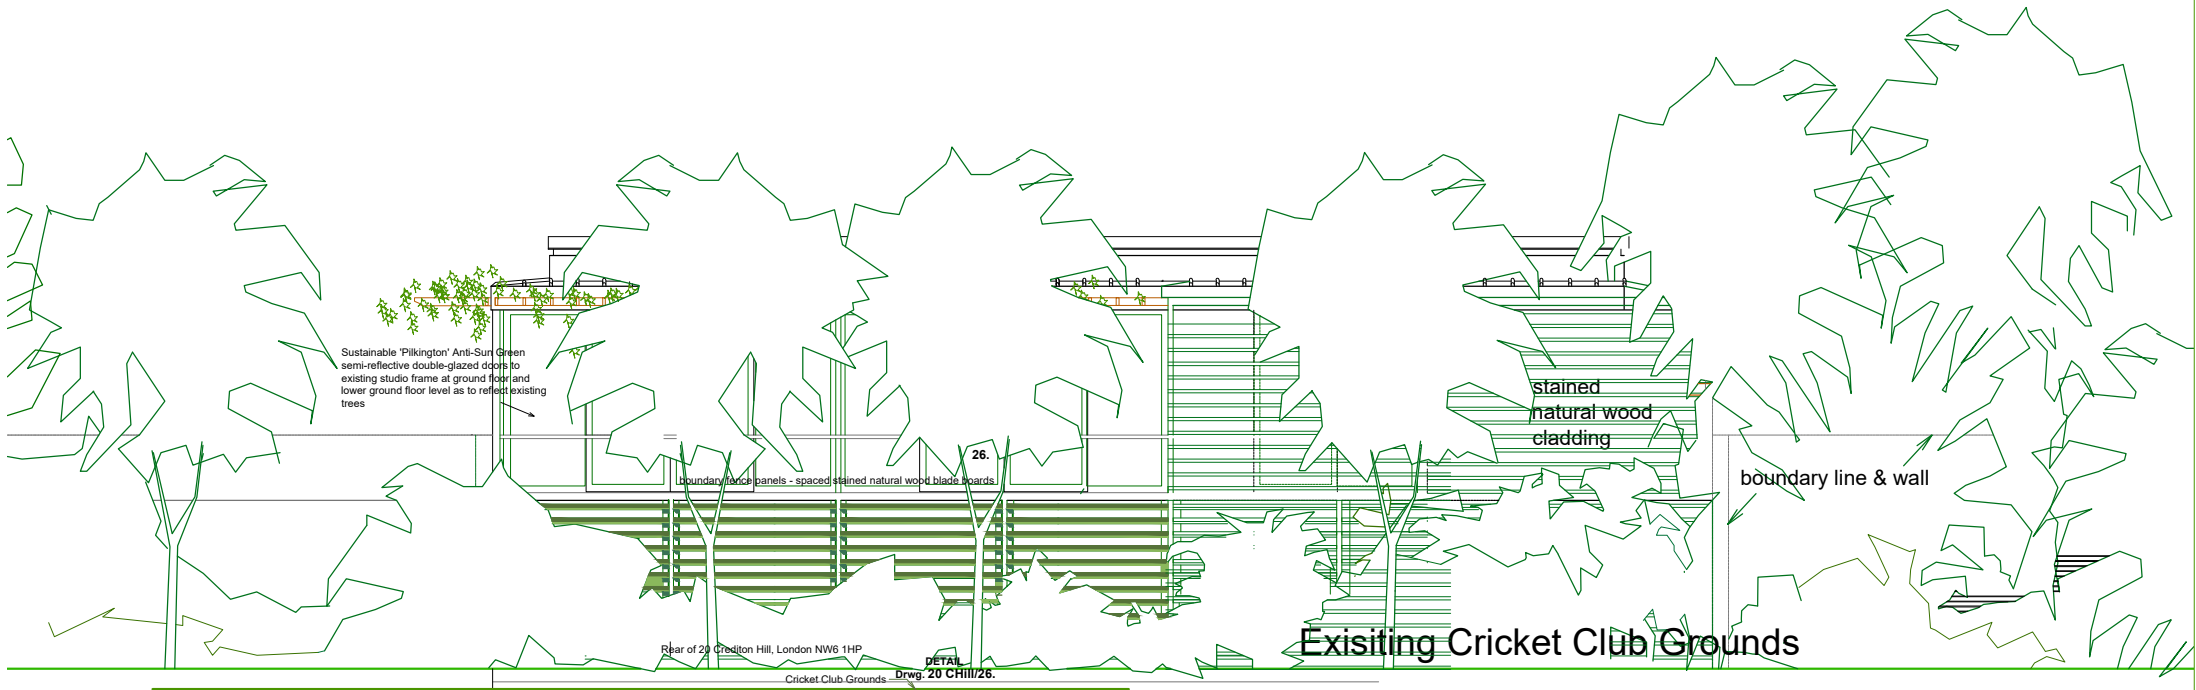 Sustainable 'Pilkington' Anti-Sun Green
semi-reflective double-glazed doors to
existing studio frame at ground floor and
lower ground floor level as to reflect existing
trees
stained
natural wood
cladding
26.
boundary fence panels - spaced stained natural wood blade boards
boundary line & wall
Exisiting Cricket Club Grounds
Rear of 20 Crediton Hill, London NW6 1HP
DETAIL
Drwg. 20 CHill/26.
Cricket Club Grounds